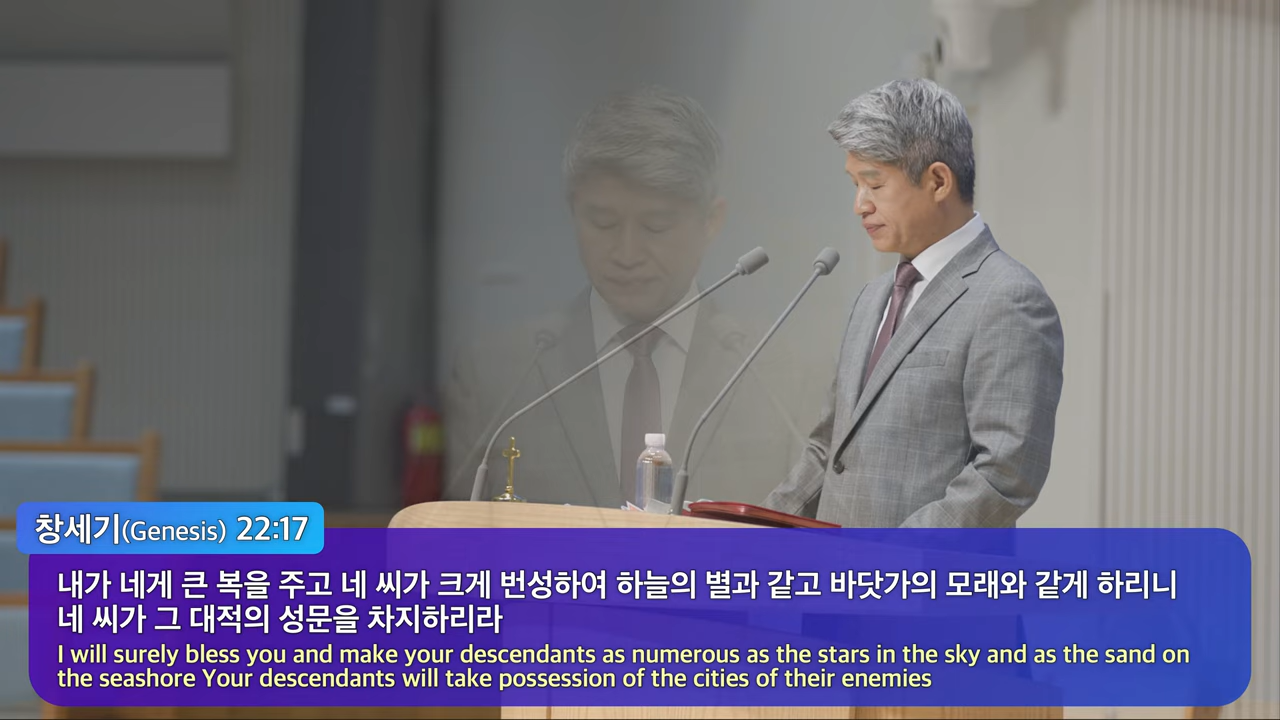 창세기(Genesis) 22:17
내가 네게 큰 복을 주고 네 씨가 크게 번성하여 하늘의 별과 같고 바닷가의 모래와 같게 하리니
네 씨가 그 대적의 성문을 차지하리라
I will surely bless you and make your descendants as numerous as the stars in the sky and as the sand on
the seashore Your descendants will take possession of the cities of their enemies